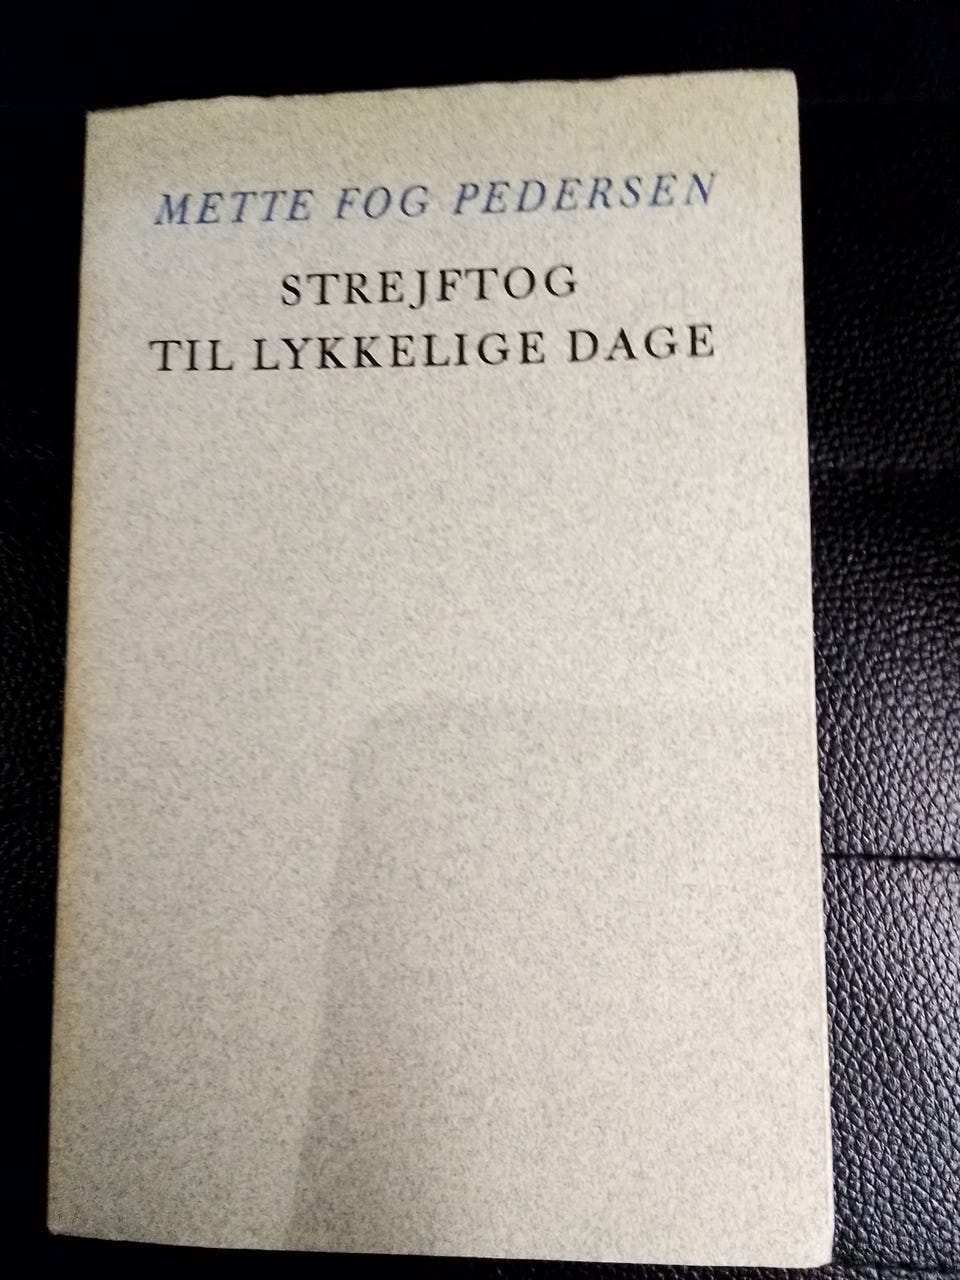 METTE FOG PEDERSEN
STREJFTOG
TIL LYKKELIGE DAGE